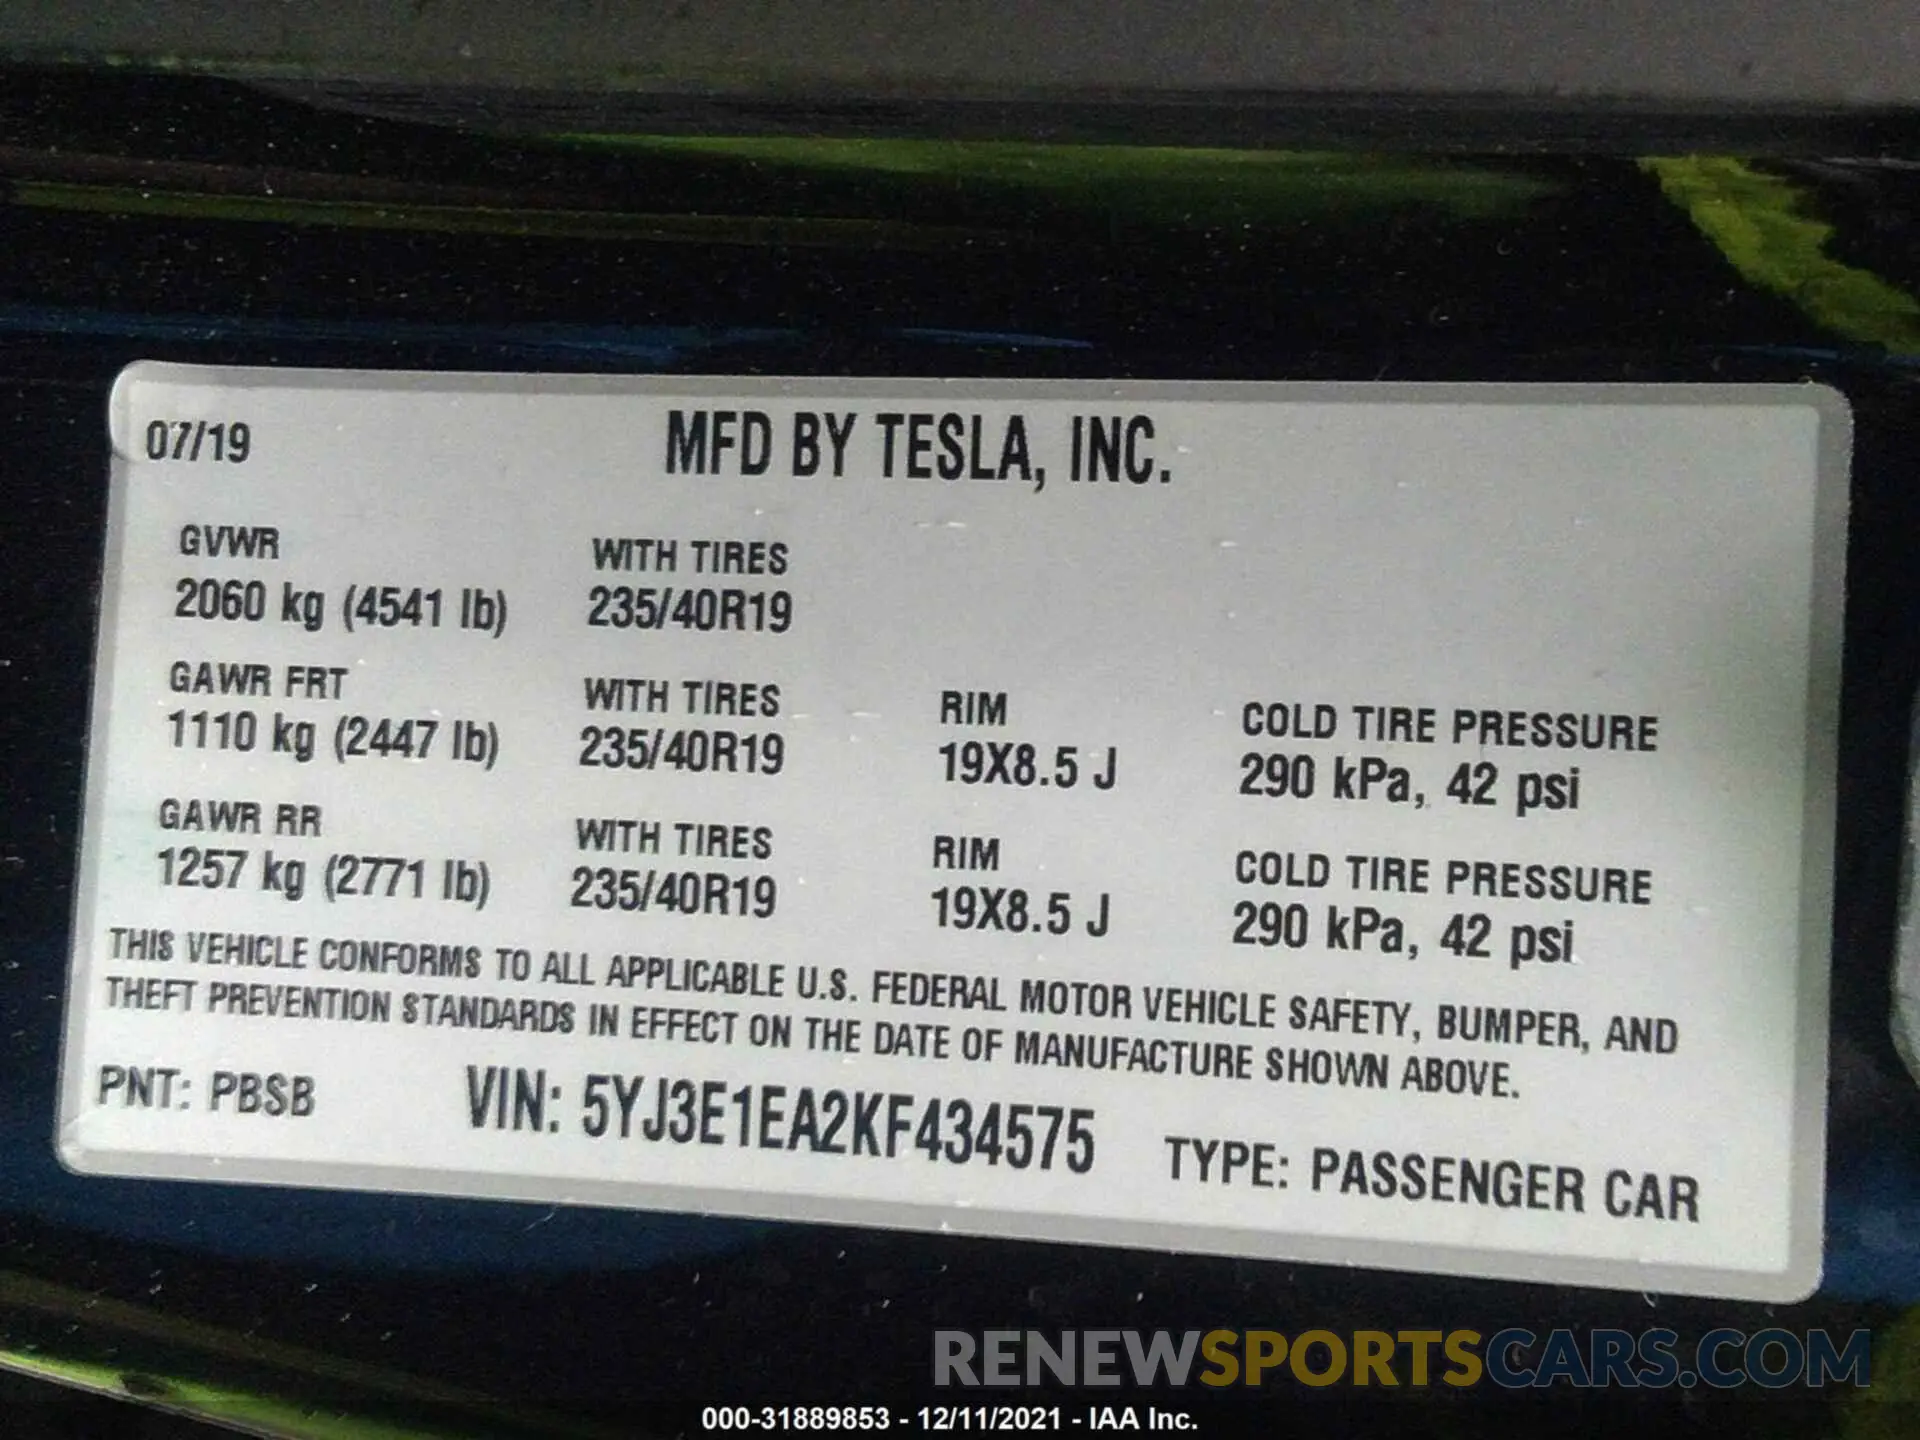 07/19 MFD BY TESLA, INC.
GVWR WITH TIRES
2060 kg (4541 lb) 235/40R19
GAWR FRT WITH TIRES RIM COLD TIRE PRESSURE
1110 kg (2447 lb) 235/40R19 19X8.5 J 290 kPa, 42 psi
GAWR RR WITH TIRES RIM COLD TIRE PRESSURE
1257 kg (2771 lb) 235/40R19 19X8.5 J 290 kPa, 42 psi
THIS VEHICLE CONFORMS TO ALL APPLICABLE U.S. FEDERAL MOTOR VEHICLE SAFETY, BUMPER, AND
THEFT PREVENTION STANDARDS IN EFFECT ON THE DATE OF MANUFACTURE SHOWN ABOVE.
PNT: PBSB VIN: 5YJ3E1EA2KF434575 TYPE: PASSENGER CAR
RENEWSPORTSCARS.COM
000-31889853 - 12/11/2021 - IAA Inc.